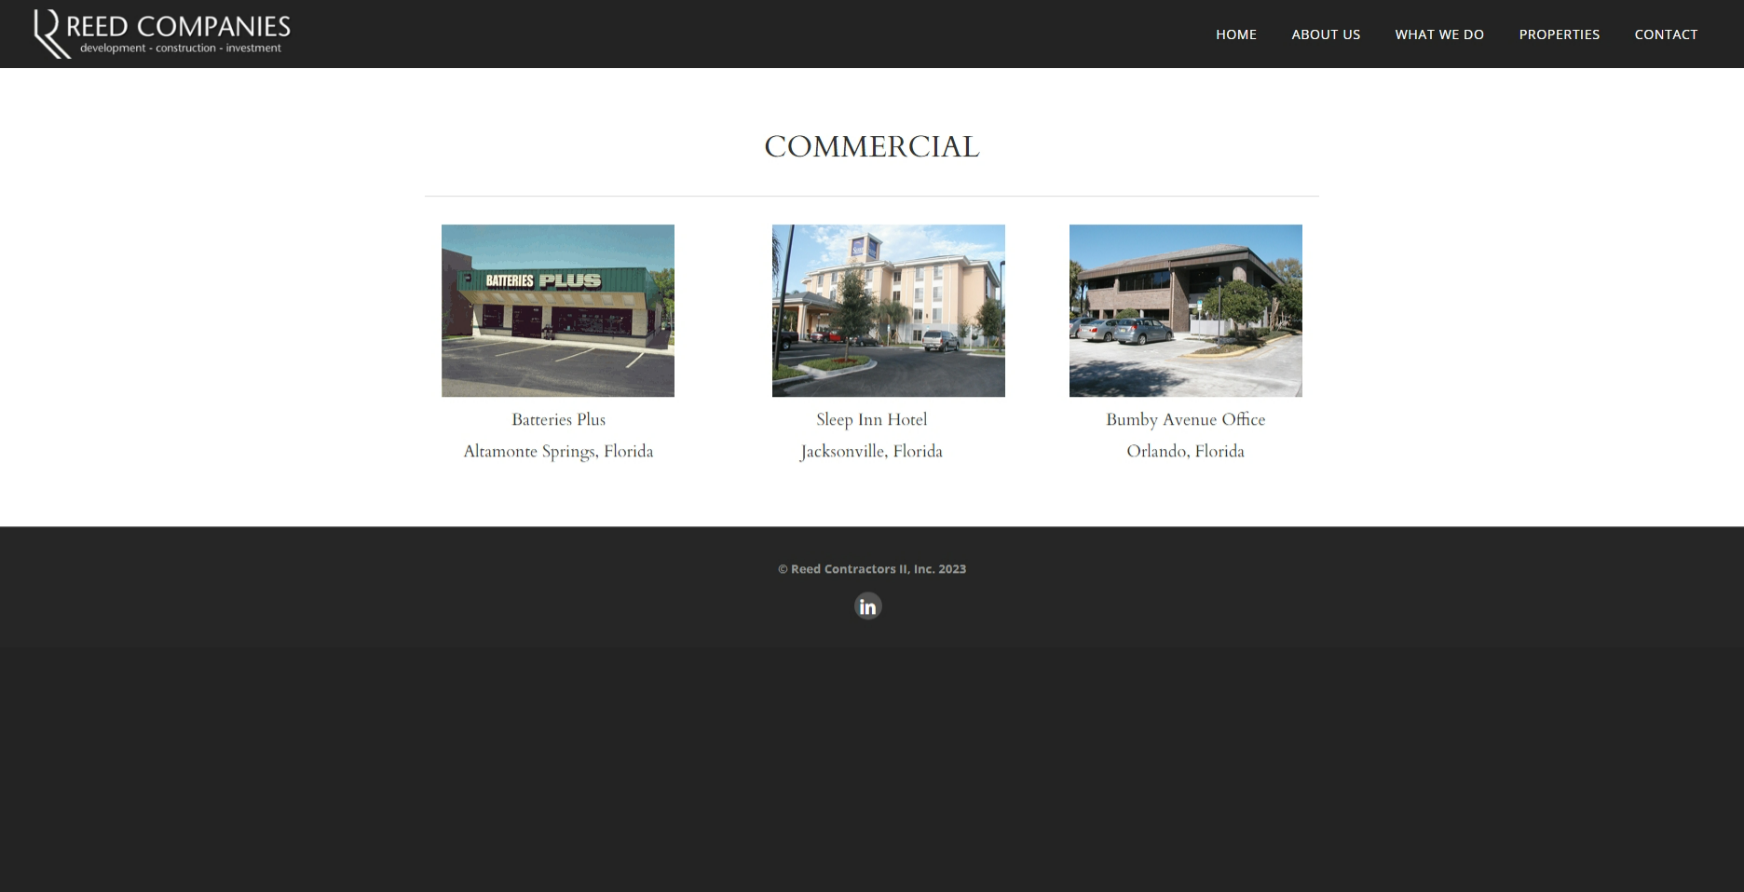 REED COMPANIES
development - construction - investment
HOME ABOUT US WHAT WE DO PROPERTIES CONTACT
COMMERCIAL
BATTERIES PLUS
Batteries Plus
Altamonte Springs, Florida
Sleep Inn Hotel
Jacksonville, Florida
Bumby Avenue Office
Orlando, Florida
© Reed Contractors II, Inc. 2023
in